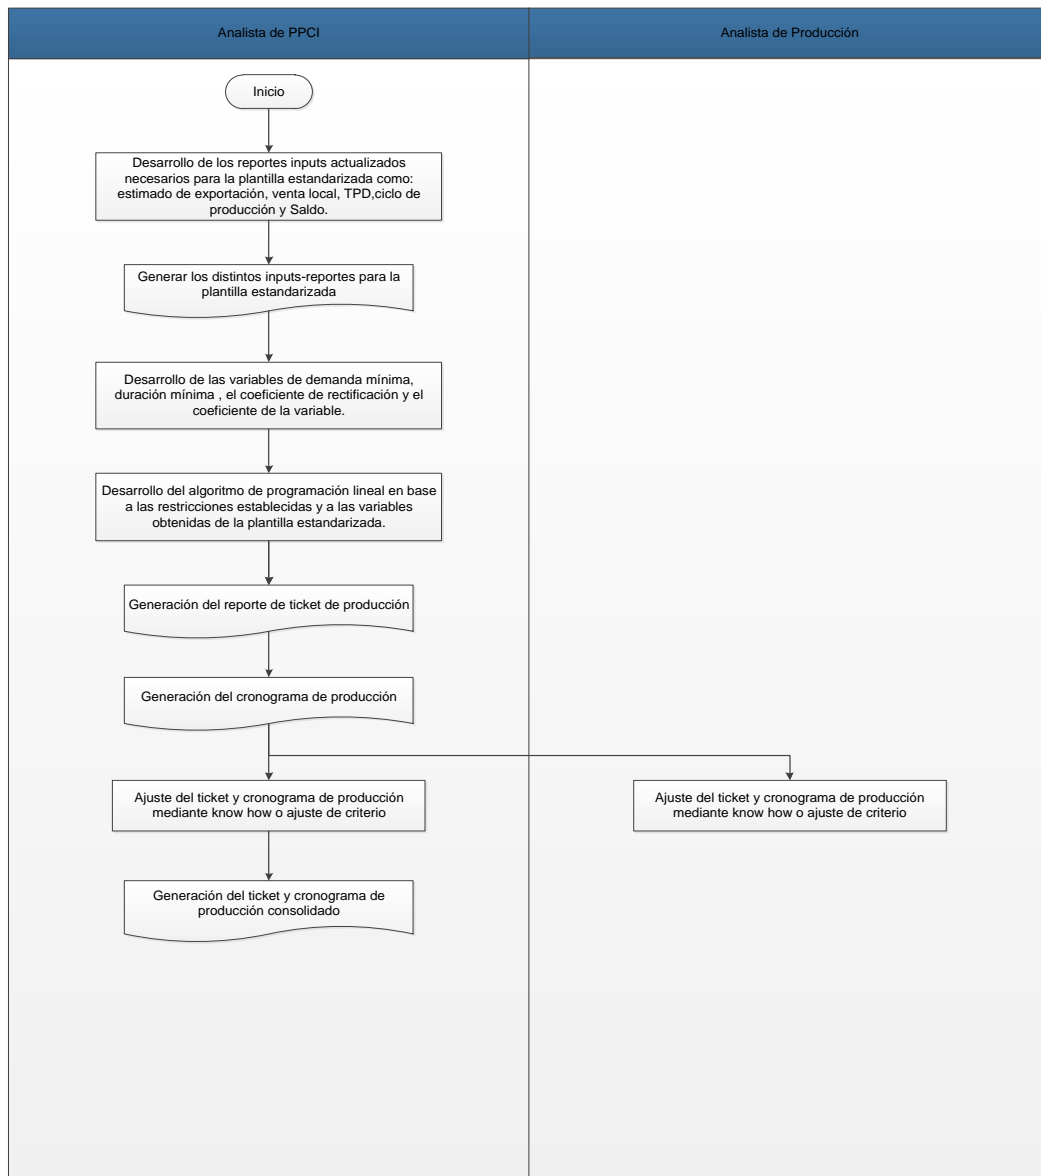 Analista de PPCI
Analista de Producción
Inicio
Desarrollo de los reportes inputs actualizados
necesarios para la plantilla estandarizada como:
estimado de exportación, venta local, TPD,ciclo de
producción y Saldo.
Generar los distintos inputs-reportes para la
plantilla estandarizada
Desarrollo de las variables de demanda mínima,
duración mínima , el coeficiente de rectificación y el
coeficiente de la variable.
Desarrollo del algoritmo de programación lineal en base
a las restricciones establecidas y a las variables
obtenidas de la plantilla estandarizada.
Generación del reporte de ticket de producción
Generación del cronograma de producción
Ajuste del ticket y cronograma de producción
mediante know how o ajuste de criterio
Ajuste del ticket y cronograma de producción
mediante know how o ajuste de criterio
Generación del ticket y cronograma de
producción consolidado